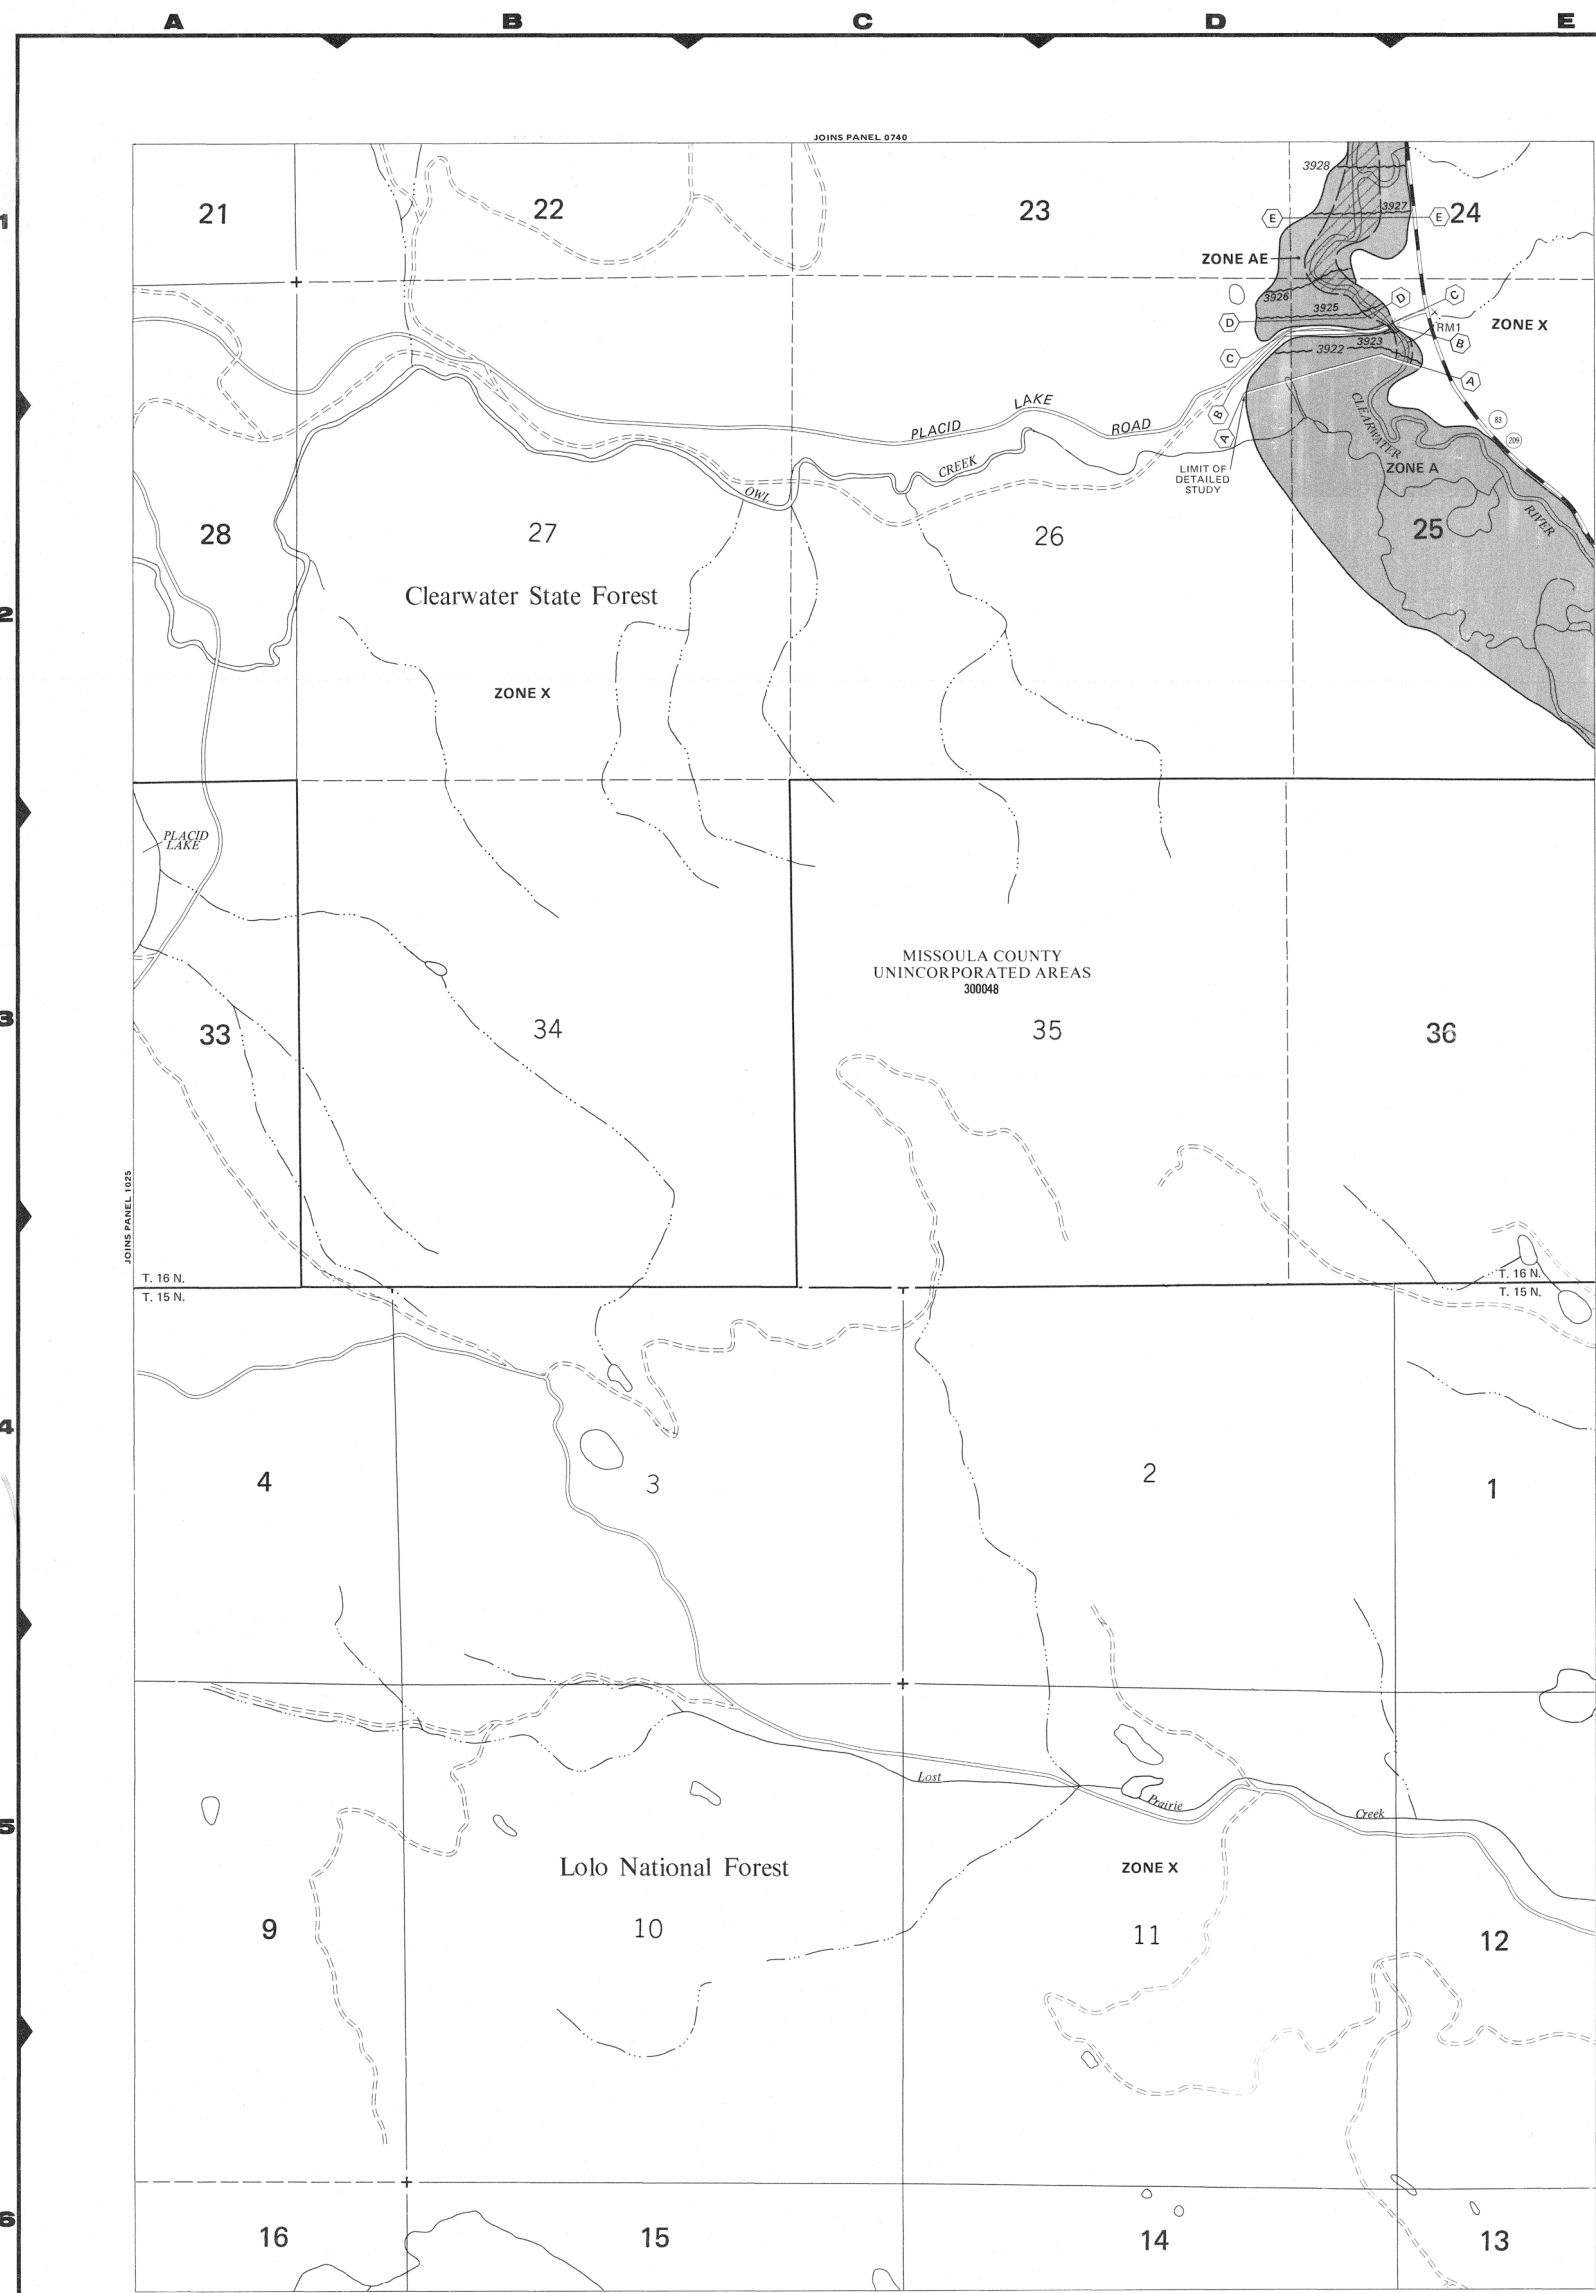 A B C D E
JOINS PANEL 0740
3928
1
21
22
23
3927
E
E
24
ZONE AE
3926
3925
D
C
D
RM1
ZONE X
3923
B
3922
C
A
B
A
PLACID LAKE ROAD
CLEARWATER
83
209
OWL CREEK
LIMIT OF
DETAILED
STUDY
ZONE A
RIVER
28
27
26
25
Clearwater State Forest
2
ZONE X
PLACID
LAKE
MISSOULA COUNTY
UNINCORPORATED AREAS
300048
3
33
34
35
36
JOINS PANEL 1025
T. 16 N.
T. 15 N.
T. 16 N.
T. 15 N.
4
4
3
2
1
Lost Prairie Creek
5
Lolo National Forest
ZONE X
9
10
11
12
6
16
15
14
13